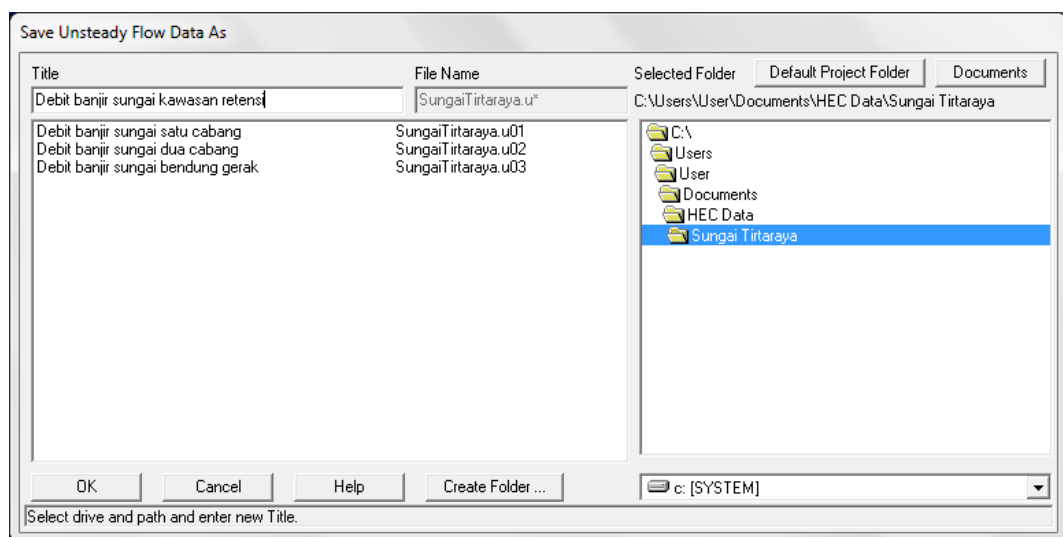 Save Unsteady Flow Data As
Title File Name Selected Folder Default Project Folder Documents
Debit banjir sungai kawasan retensi SungaiTirtaraya.u* C:\Users\User\Documents\HEC Data\Sungai Tirtaraya
Debit banjir sungai satu cabang SungaiTirtaraya.u01
Debit banjir sungai dua cabang SungaiTirtaraya.u02
Debit banjir sungai bendung gerak SungaiTirtaraya.u03
C:\
Users
User
Documents
HEC Data
Sungai Tirtaraya
OK Cancel Help Create Folder ... c: [SYSTEM]
Select drive and path and enter new Title.